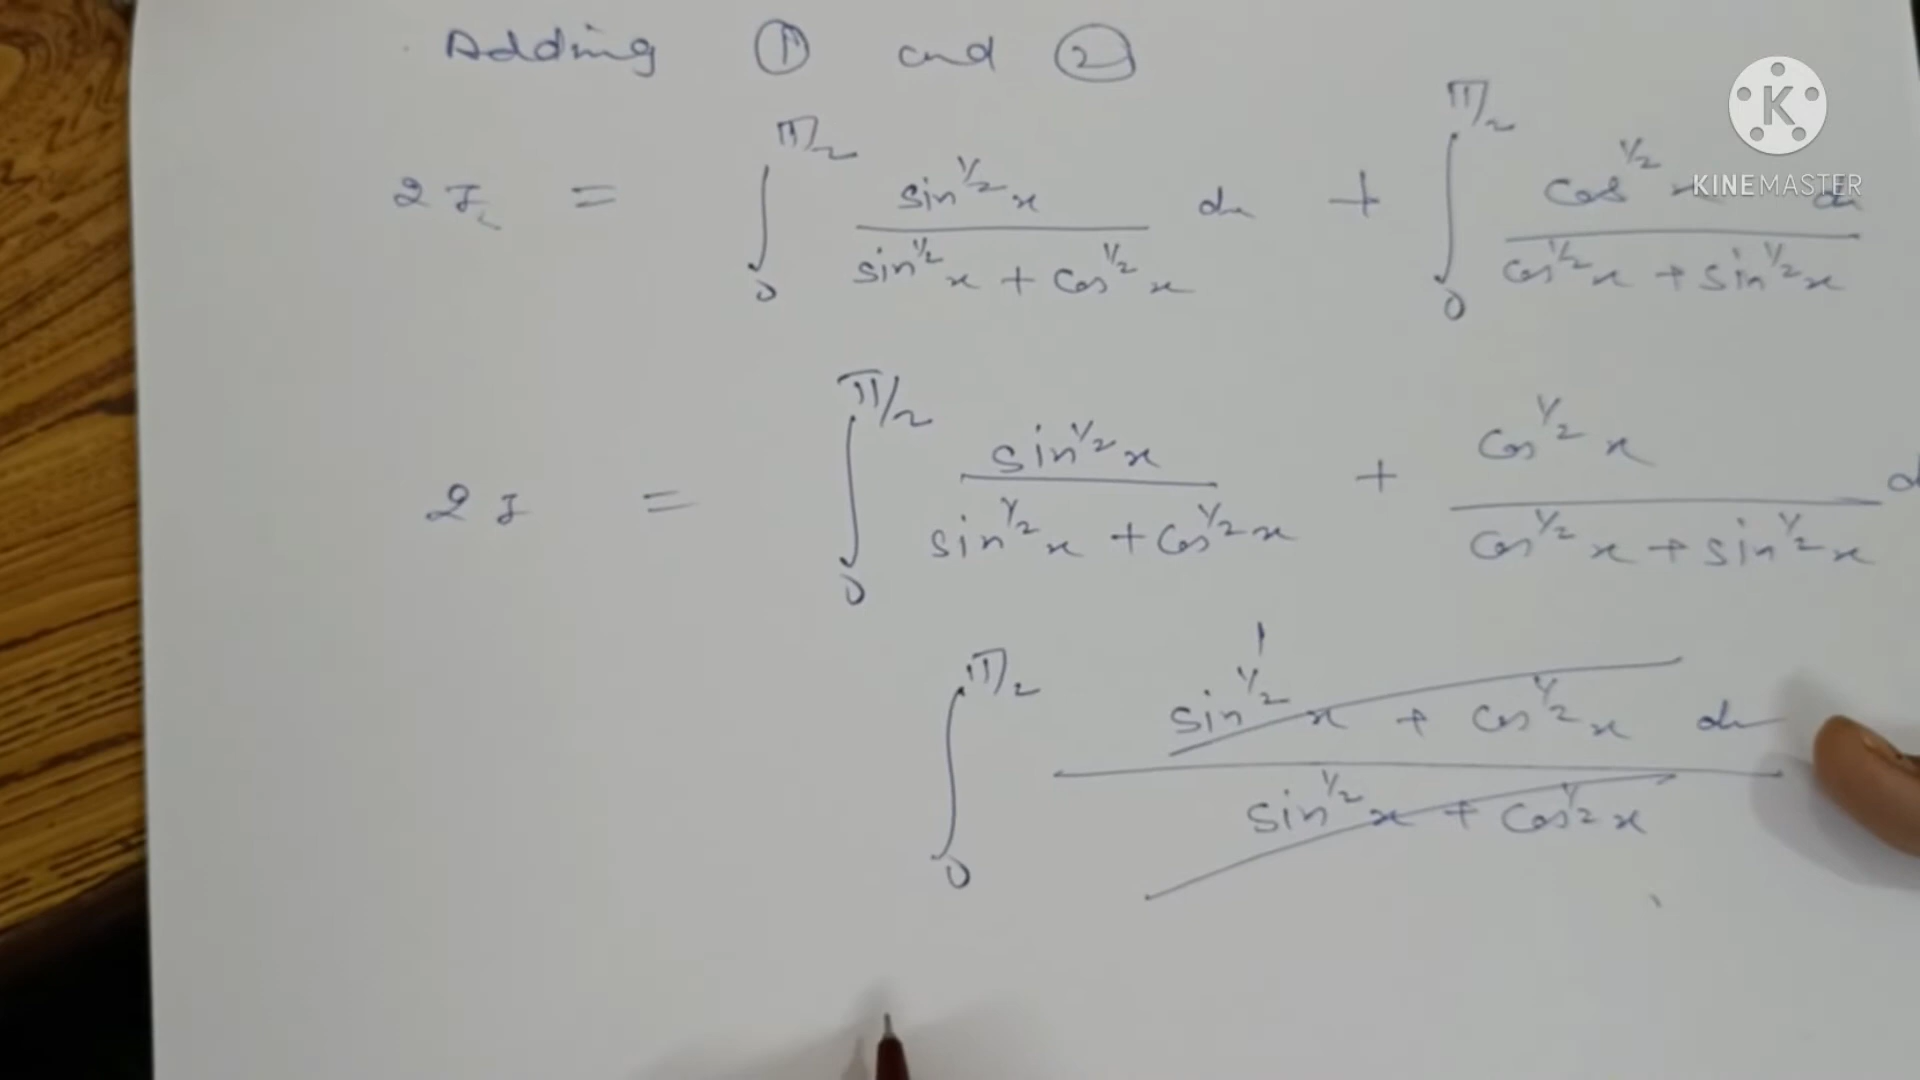 Adding ① and ②
2I = ∫₀^π/2 sin^1/2 x / sin^1/2 x + cos^1/2 x dx + ∫₀^π/2 cos^1/2 x dx / cos^1/2 x + sin^1/2 x
KINEMASTER
2I = ∫₀^π/2 sin^1/2 x / sin^1/2 x + cos^1/2 x + cos^1/2 x / cos^1/2 x + sin^1/2 x d
1
∫₀^π/2 sin^1/2 x + cos^1/2 x dx / sin^1/2 x + cos^1/2 x